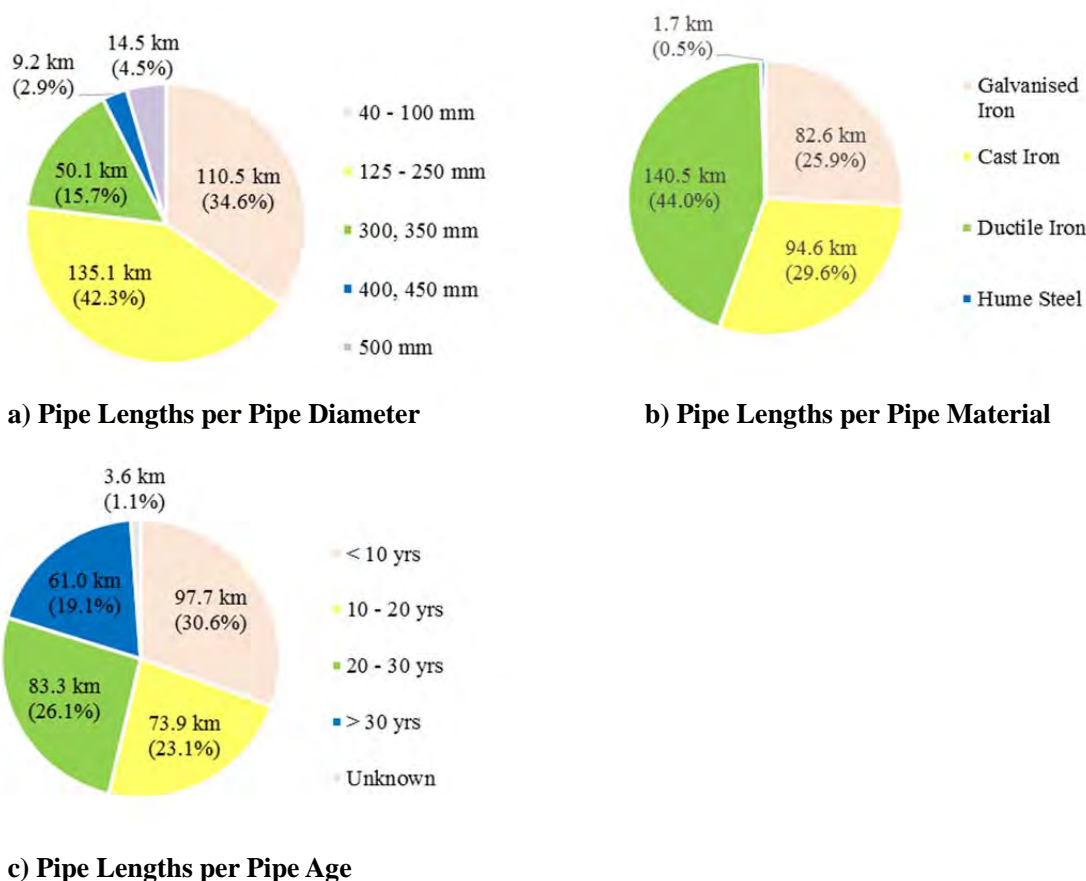 14.5 km
(4.5%)
9.2 km
(2.9%)
50.1 km
(15.7%)
110.5 km
(34.6%)
135.1 km
(42.3%)
40 - 100 mm
125 - 250 mm
300, 350 mm
400, 450 mm
500 mm
1.7 km
(0.5%)
82.6 km
(25.9%)
140.5 km
(44.0%)
94.6 km
(29.6%)
Galvanised
Iron
Cast Iron
Ductile Iron
Hume Steel
a) Pipe Lengths per Pipe Diameter
b) Pipe Lengths per Pipe Material
3.6 km
(1.1%)
61.0 km
(19.1%)
97.7 km
(30.6%)
83.3 km
(26.1%)
73.9 km
(23.1%)
< 10 yrs
10 - 20 yrs
20 - 30 yrs
> 30 yrs
Unknown
c) Pipe Lengths per Pipe Age